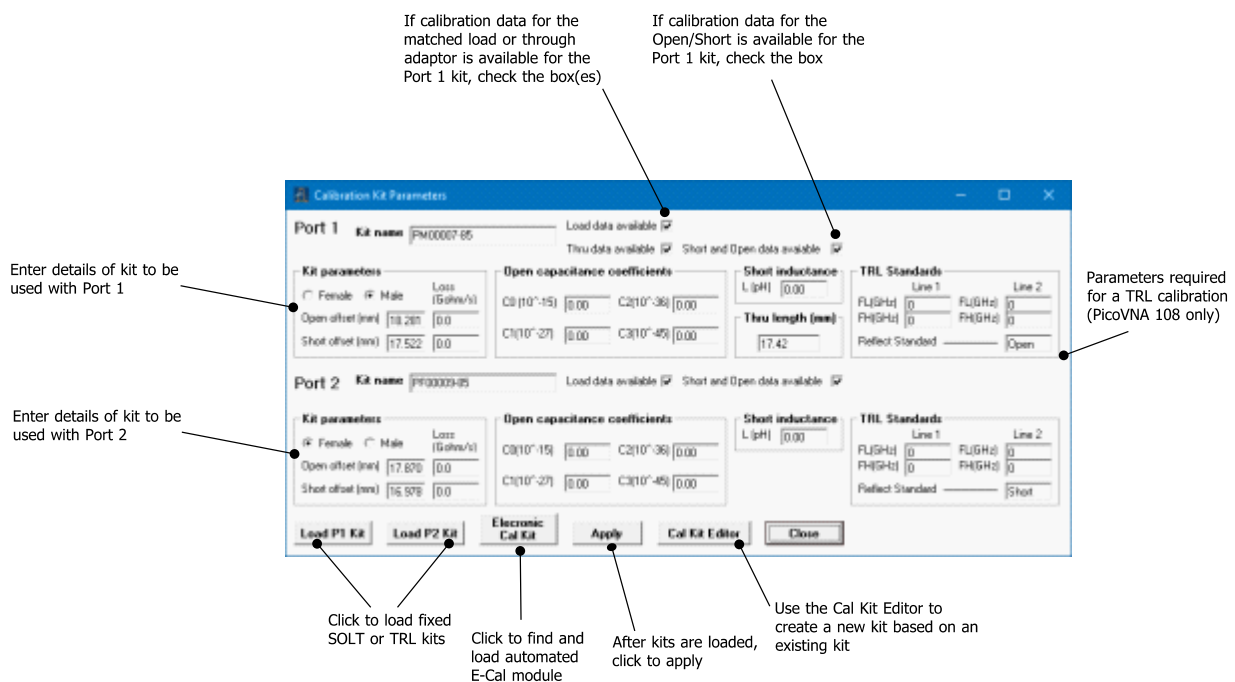 If calibration data for the
matched load or through
adaptor is available for the
Port 1 kit, check the box(es)
If calibration data for the
Open/Short is available for the
Port 1 kit, check the box
Calibration Kit Parameters
Port 1 Kit name PM00007-85 Load data available
Thru data available Short and Open data avaiable
Enter details of kit to be
used with Port 1
Kit parameters
Female Male Loss
(Gohm/s)
Open offset (mm) 18.281 0.0
Short offset (mm) 17.522 0.0
Open capacitance coefficients
C0 (10^-15) 0.00 C2(10^-36) 0.00
C1(10^-27) 0.00 C3(10^-45) 0.00
Short inductance
L (pH) 0.00
Thru length (mm)
17.42
TRL Standards
Line 1 Line 2
FL(GHz) 0 FL(GHz) 0
FH(GHz) 0 FH(GHz) 0
Reflect Standard Open
Parameters required
for a TRL calibration
(PicoVNA 108 only)
Port 2 Kit name PF00009-85 Load data available Short and Open data available
Enter details of kit to be
used with Port 2
Kit parameters
Female Male Loss
(Gohm/s)
Open offset (mm) 17.870 0.0
Short offset (mm) 16.978 0.0
Open capacitance coefficients
C0(10^-15) 0.00 C2(10^-36) 0.00
C1(10^-27) 0.00 C3(10^-45) 0.00
Short inductance
L (pH) 0.00
TRL Standards
Line 1 Line 2
FL(GHz) 0 FL(GHz) 0
FH(GHz) 0 FH(GHz) 0
Reflect Standard Short
Load P1 Kit Load P2 Kit Elecronic
Cal Kit Apply Cal Kit Editor Close
Click to load fixed
SOLT or TRL kits
Click to find and
load automated
E-Cal module
After kits are loaded,
click to apply
Use the Cal Kit Editor to
create a new kit based on an
existing kit